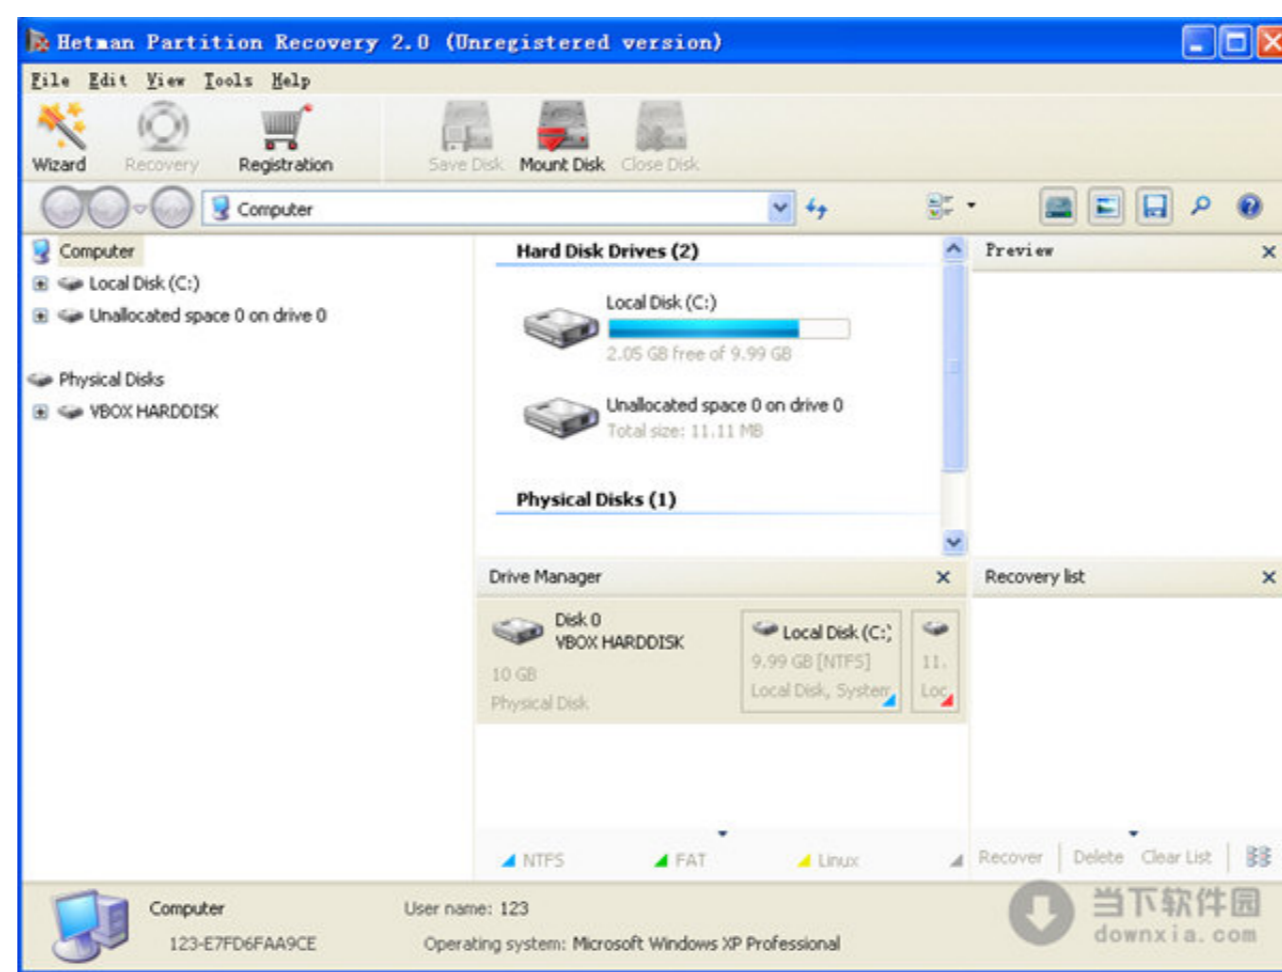 Hetman Partition Recovery 2.0 (Unregistered version)
File Edit View Tools Help
Wizard Recovery Registration Save Disk Mount Disk Close Disk
Computer
Computer
Local Disk (C:)
Unallocated space 0 on drive 0
Physical Disks
VBOX HARDDISK
Hard Disk Drives (2)
Local Disk (C:)
2.05 GB free of 9.99 GB
Unallocated space 0 on drive 0
Total size: 11.11 MB
Physical Disks (1)
Preview
Drive Manager
Disk 0
VBOX HARDDISK
10 GB
Physical Disk
Local Disk (C:)
9.99 GB [NTFS]
Local Disk, System
11.
Loc
NTFS FAT Linux
Recovery list
Recover Delete Clear List
Computer
123-E7FD6FAA9CE
User name: 123
Operating system: Microsoft Windows XP Professional
当下软件园
downxia.com